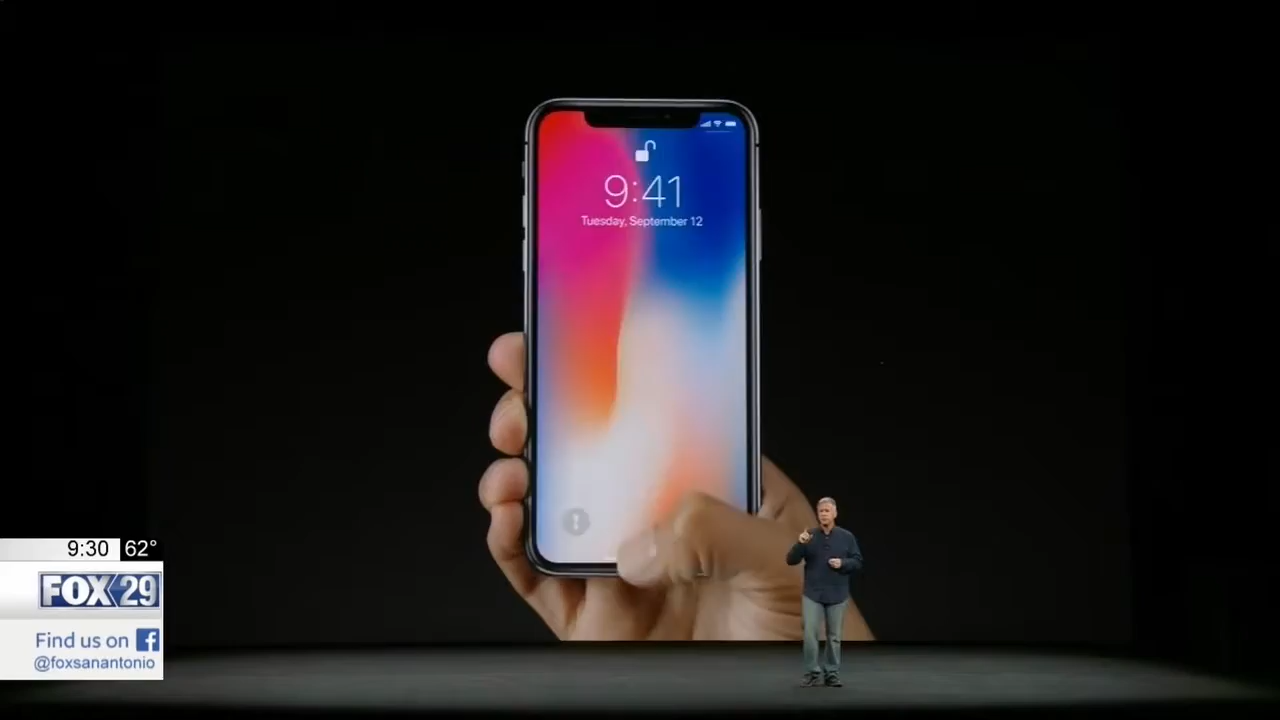 9:41
Tuesday, September 12
9:30 62°
FOX 29
Find us on f
@foxsanantonio